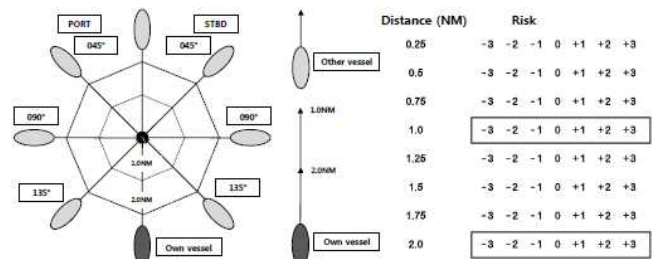 PORT
STBD
045°
045°
090°
090°
1.0NM
2.0NM
135°
135°
Own vessel
Other vessel
1.0NM
2.0NM
Own vessel
Distance (NM) Risk
0.25 -3 -2 -1 0 +1 +2 +3
0.5 -3 -2 -1 0 +1 +2 +3
0.75 -3 -2 -1 0 +1 +2 +3
1.0 -3 -2 -1 0 +1 +2 +3
1.25 -3 -2 -1 0 +1 +2 +3
1.5 -3 -2 -1 0 +1 +2 +3
1.75 -3 -2 -1 0 +1 +2 +3
2.0 -3 -2 -1 0 +1 +2 +3